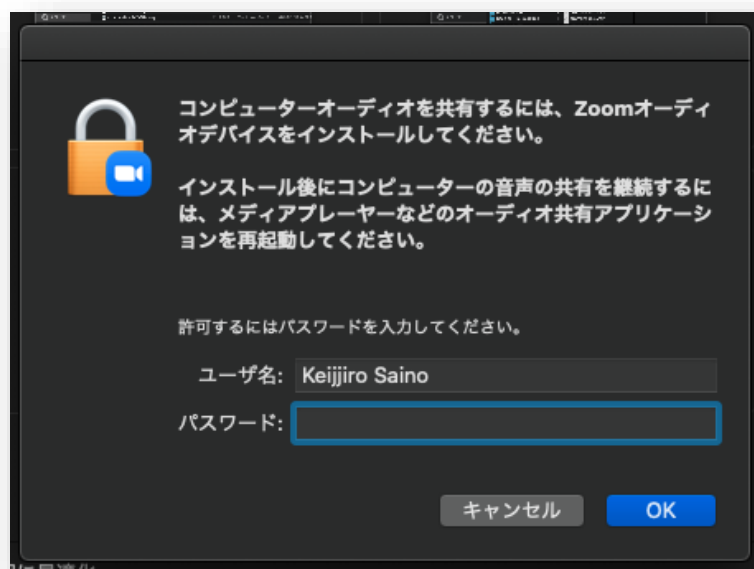 コンピューターオーディオを共有するには、Zoomオーディ
オデバイスをインストールしてください。
インストール後にコンピューターの音声の共有を継続するに
は、メディアプレーヤーなどのオーディオ共有アプリケーシ
ョンを再起動してください。
許可するにはパスワードを入力してください。
ユーザ名: Keijjiro Saino
パスワード:
キャンセル OK